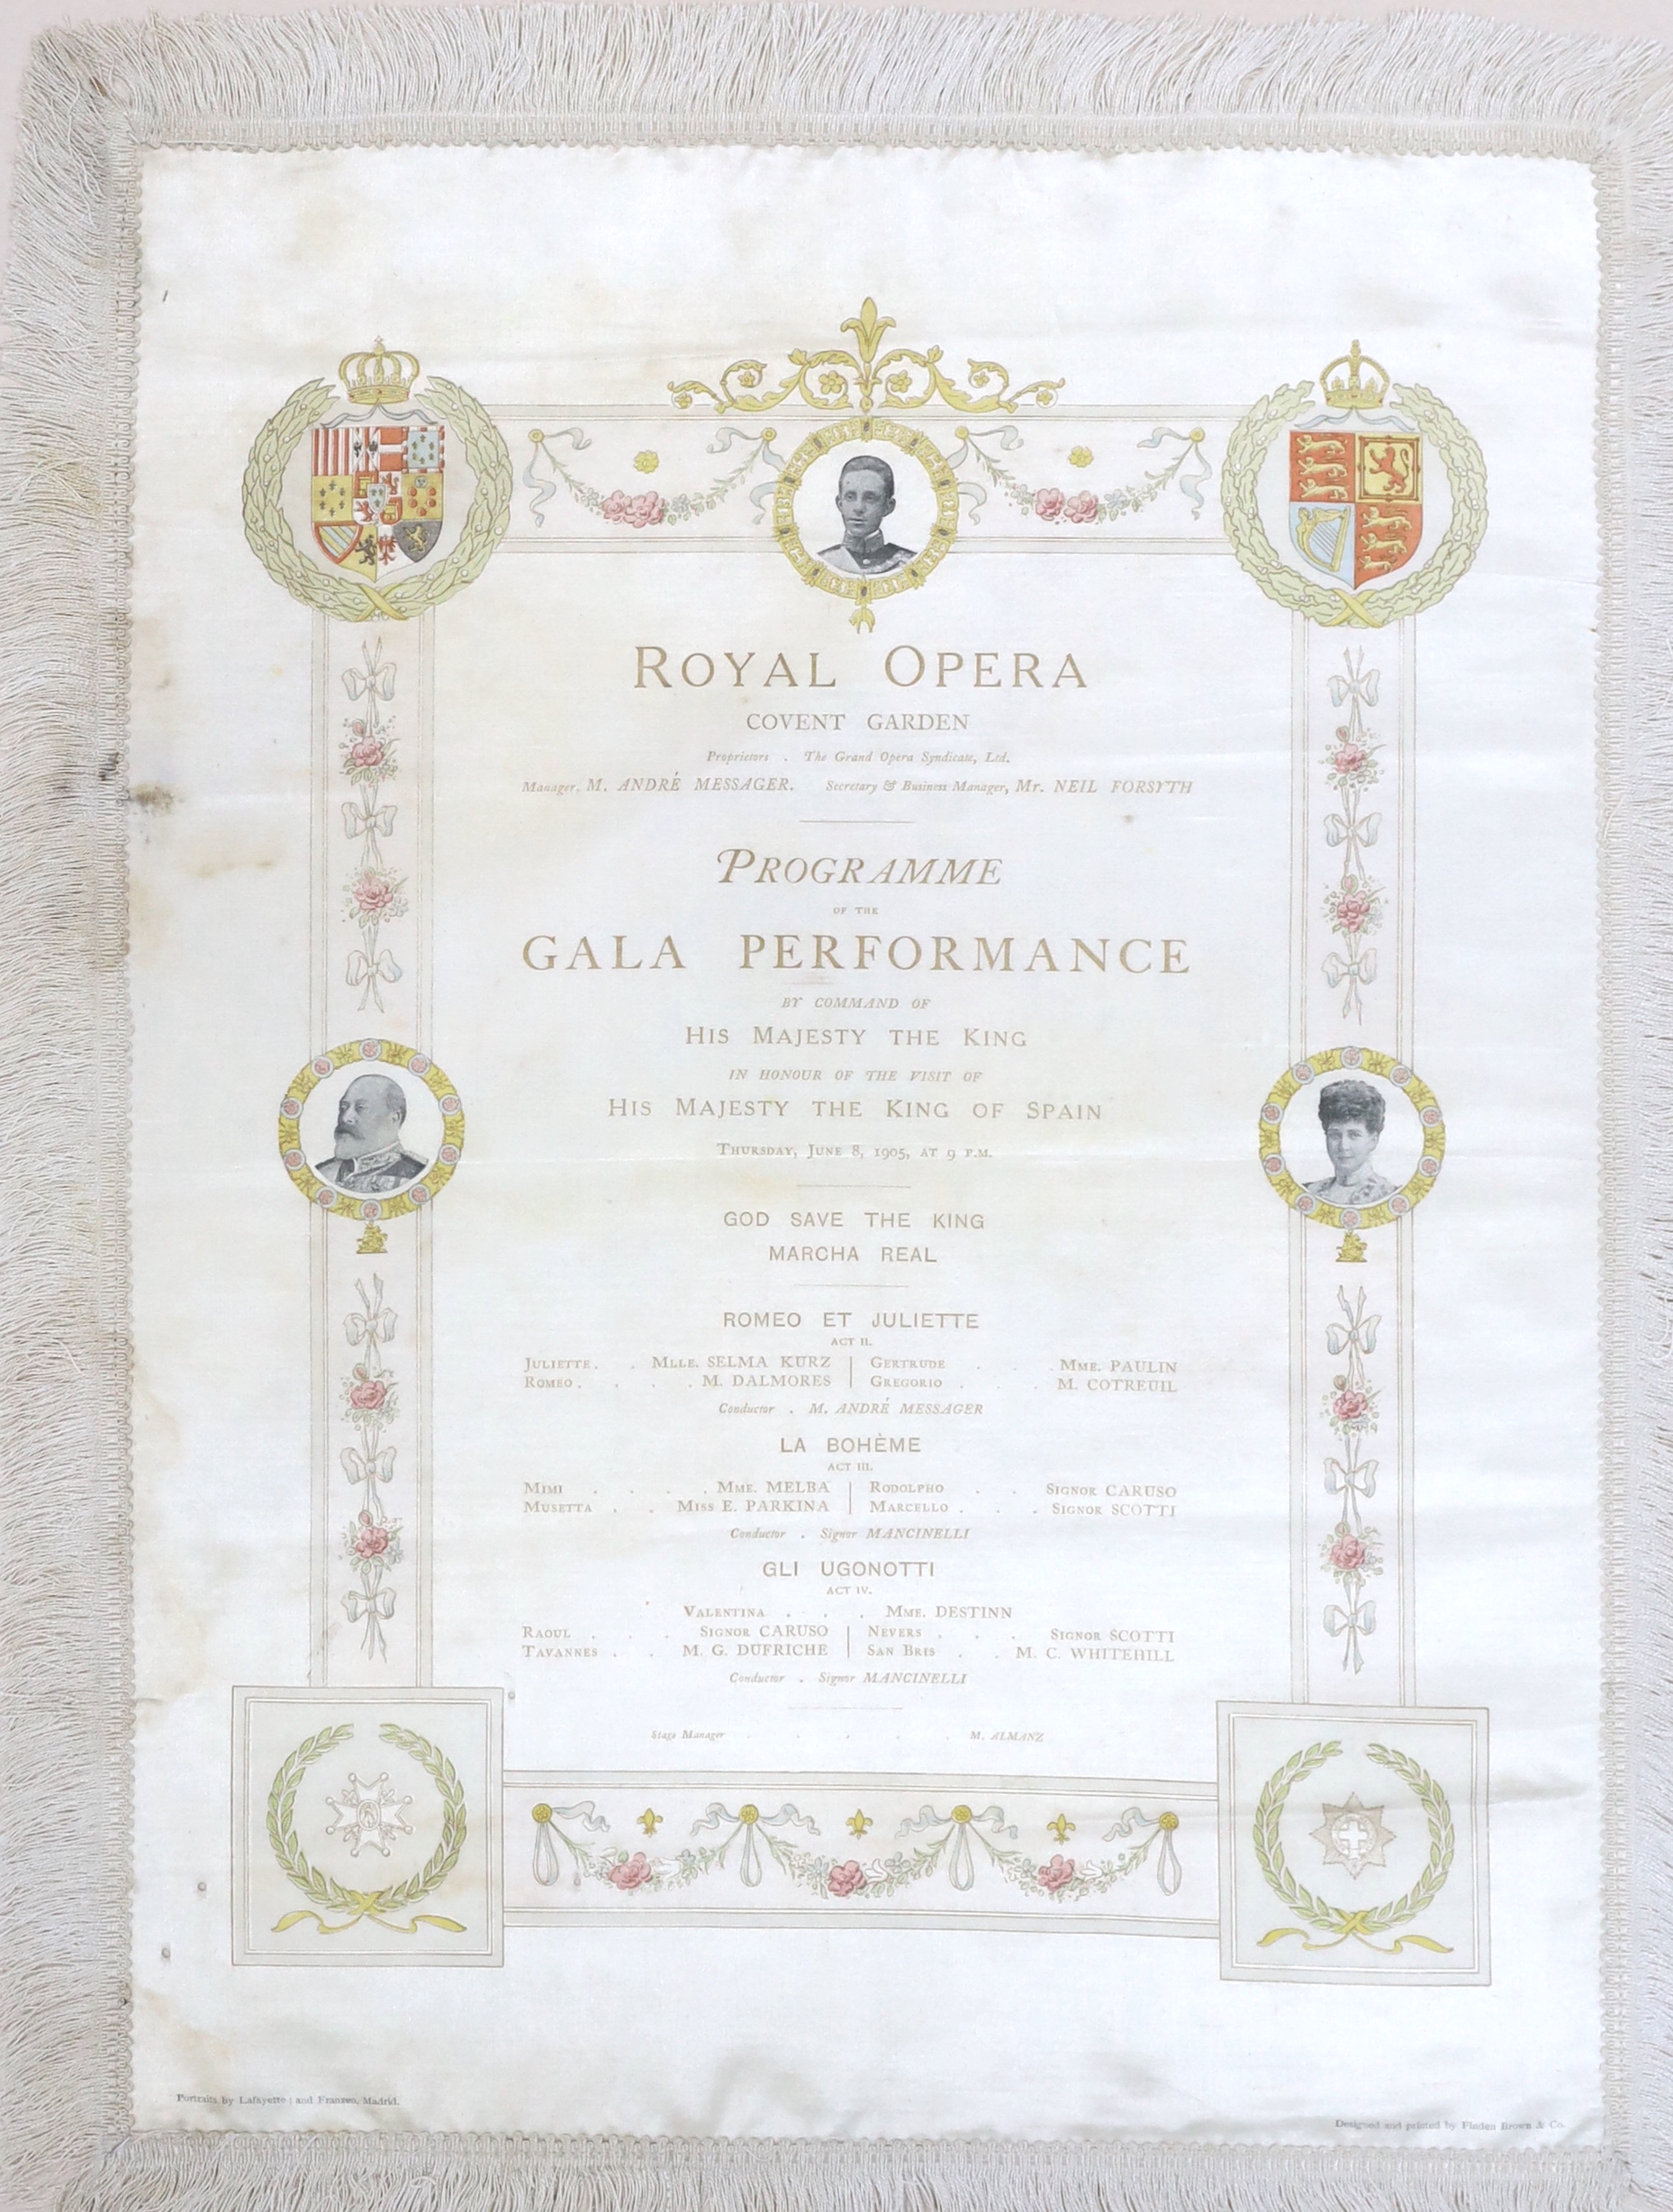 ROYAL OPERA
COVENT GARDEN
Proprietors . The Grand Opera Syndicate, Ltd.
Manager, M. ANDRÉ MESSAGER. Secretary & Business Manager, Mr. NEIL FORSYTH
PROGRAMME
OF THE
GALA PERFORMANCE
BY COMMAND OF
HIS MAJESTY THE KING
IN HONOUR OF THE VISIT OF
HIS MAJESTY THE KING OF SPAIN
THURSDAY, JUNE 8, 1905, AT 9 P.M.
GOD SAVE THE KING
MARCHA REAL
ROMEO ET JULIETTE
ACT II.
JULIETTE . . MLLE. SELMA KURZ | GERTRUDE . . . MME. PAULIN
ROMEO . . . . M. DALMORES | GREGORIO . . . M. COTREUIL
Conductor . M. ANDRÉ MESSAGER
LA BOHÈME
ACT III.
MIMI . . . . MME. MELBA | RODOLPHO . . SIGNOR CARUSO
MUSETTA . . MISS E. PARKINA | MARCELLO . . . SIGNOR SCOTTI
Conductor . Signor MANCINELLI
GLI UGONOTTI
ACT IV.
VALENTINA . . . MME. DESTINN
RAOUL . . . SIGNOR CARUSO | NEVERS . . . SIGNOR SCOTTI
TAVANNES . . M. G. DUFRICHE | SAN BRIS . . M. C. WHITEHILL
Conductor . Signor MANCINELLI
Stage Manager . . . . . M. ALMANZ
Portraits by Lafayette; and Franzen, Madrid.
Designed and printed by Finden Brown & Co.